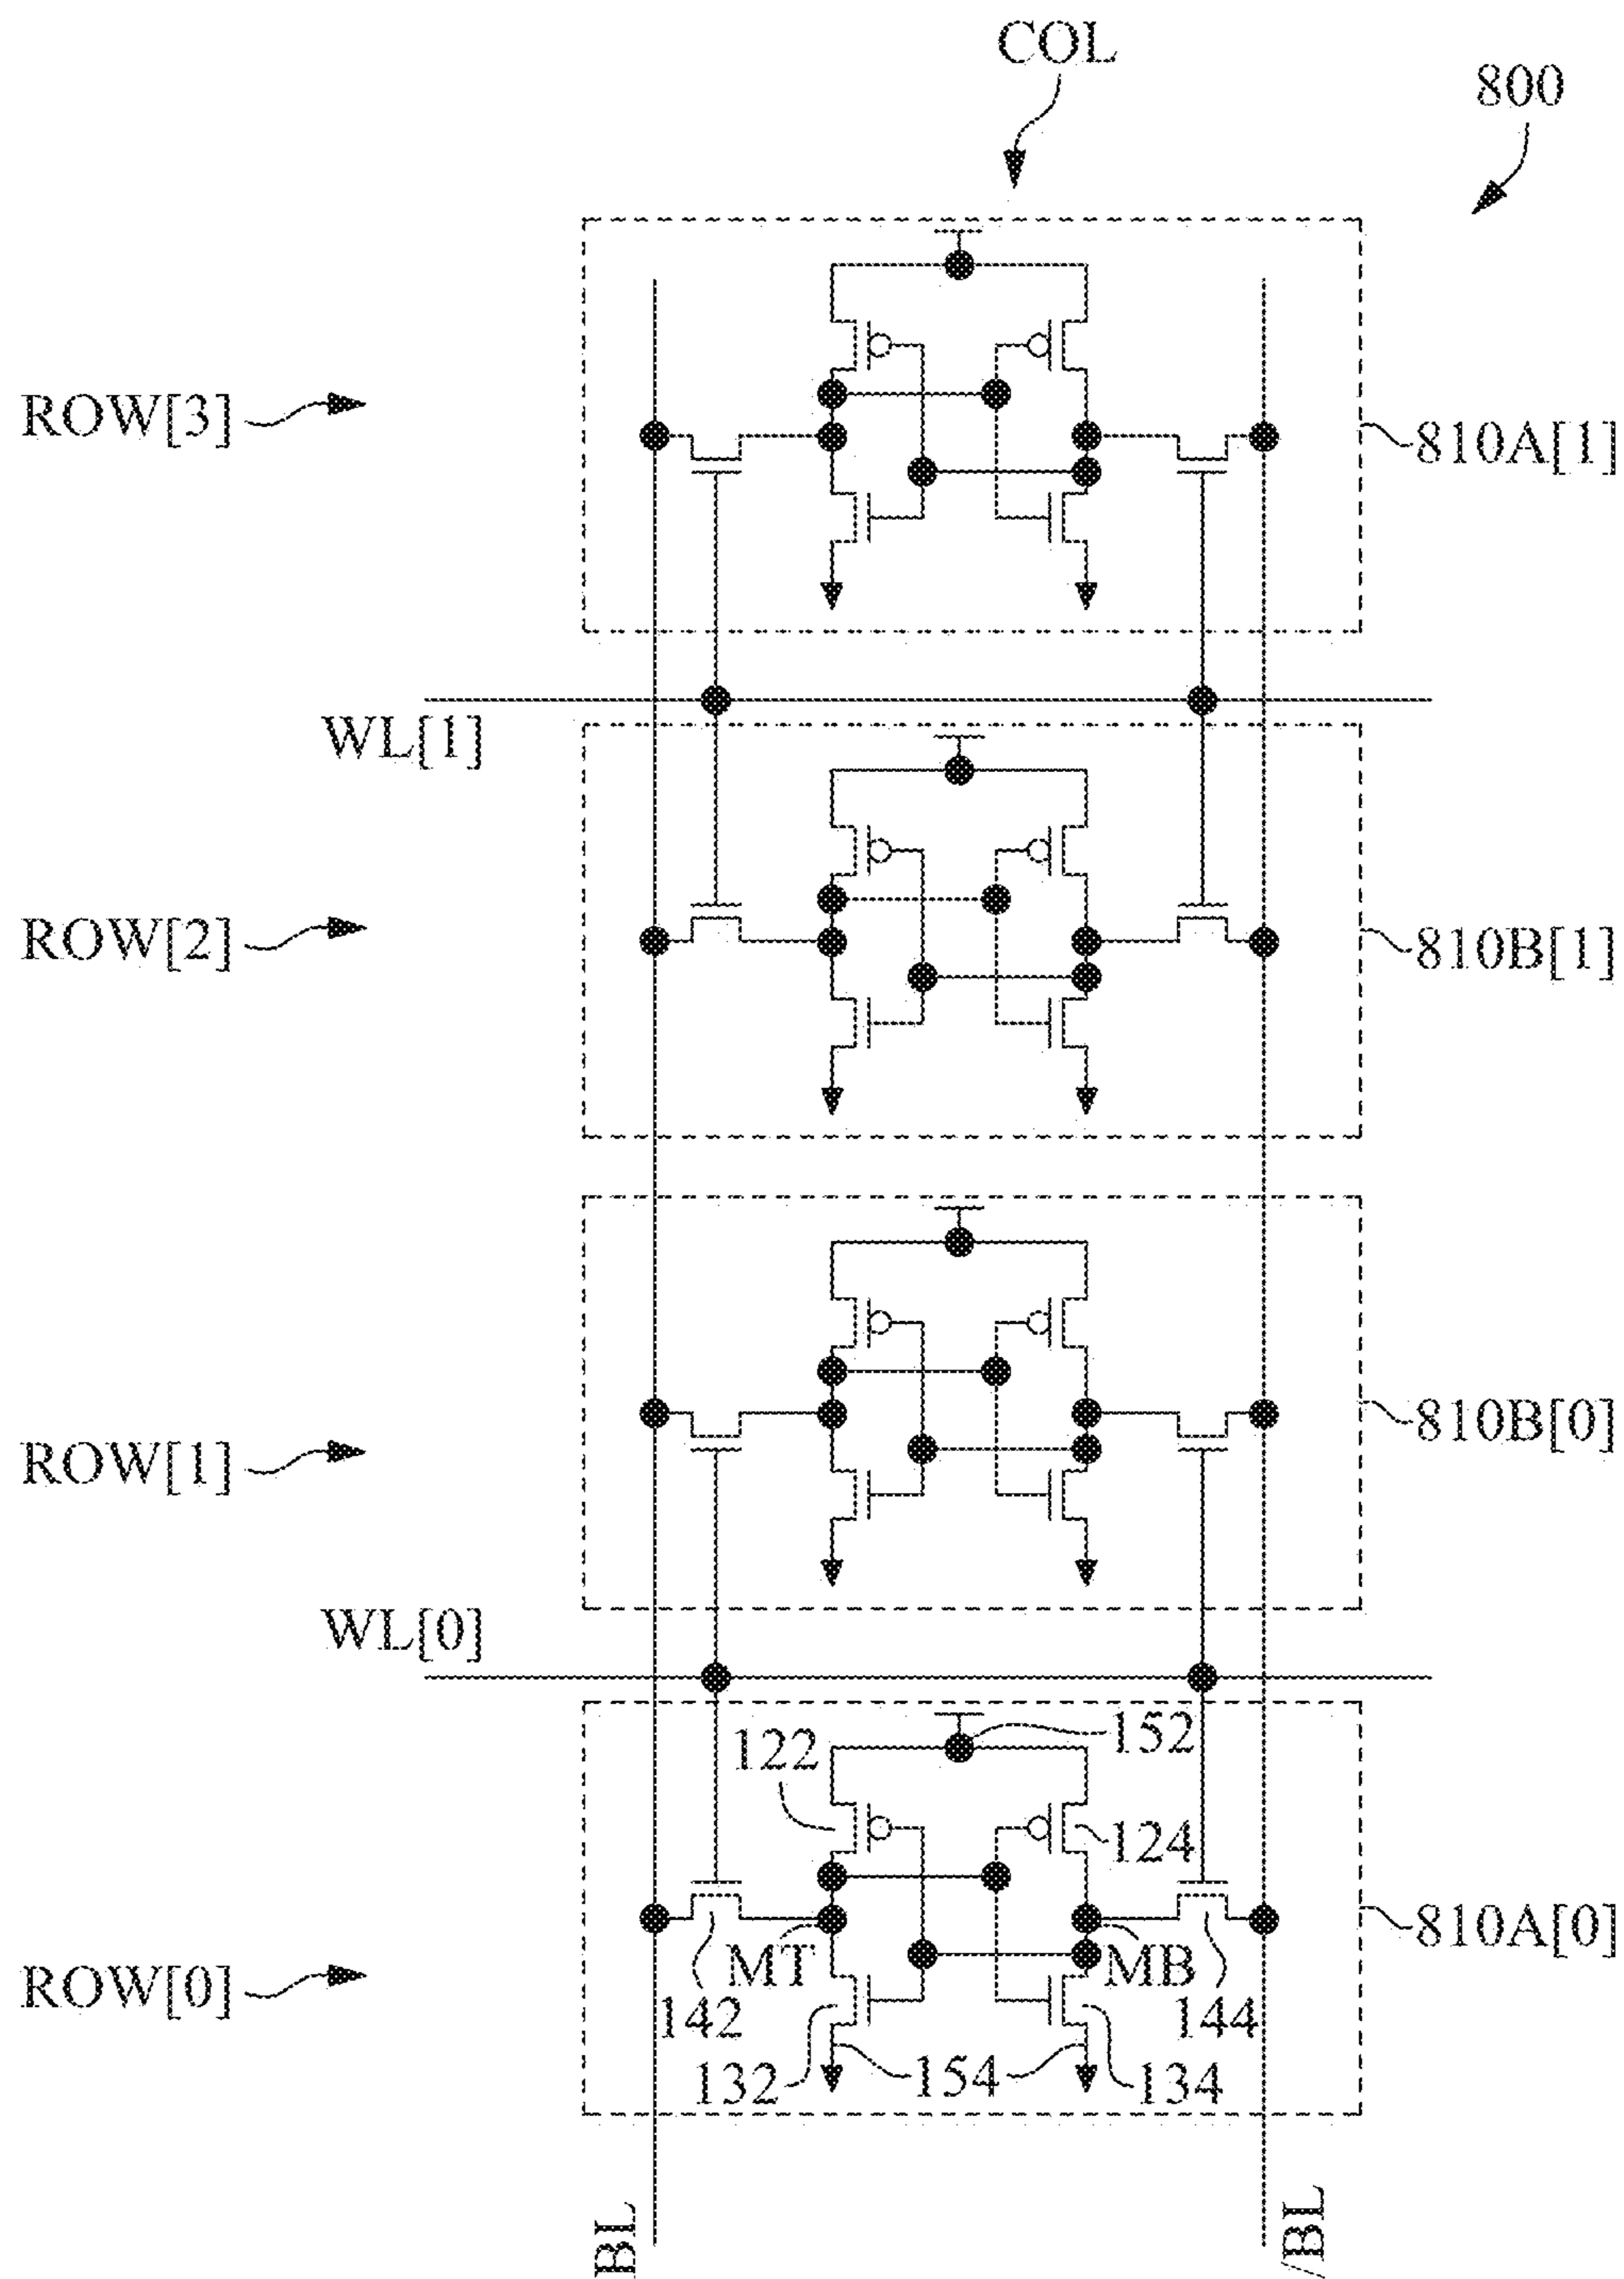 COL
800
ROW[3]
810A[1]
WL[1]
ROW[2]
810B[1]
ROW[1]
810B[0]
WL[0]
122
152
124
810A[0]
MT
MB
ROW[0]
142
144
132
154
134
BL
/BL